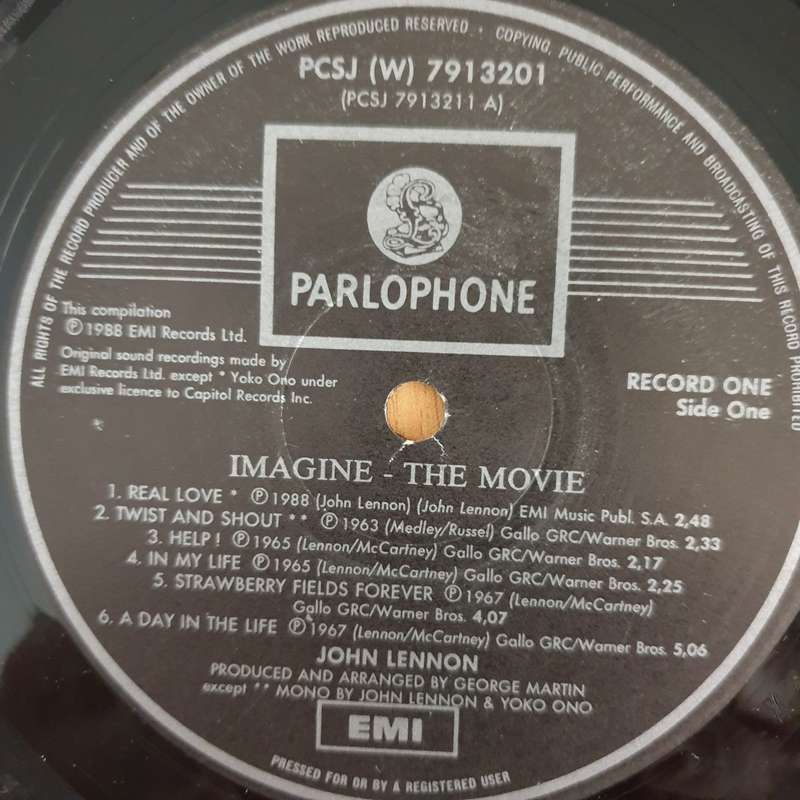 ALL RIGHTS OF THE RECORD PRODUCER AND OF THE OWNER OF THE WORK REPRODUCED RESERVED · COPYING, PUBLIC PERFORMANCE AND BROADCASTING OF THIS RECORD PROHIBITED
PCSJ (W) 7913201
(PCSJ 7913211 A)
PARLOPHONE
This compilation
℗ 1988 EMI Records Ltd.
Original sound recordings made by
EMI Records Ltd. except * Yoko Ono under
exclusive licence to Capitol Records Inc.
RECORD ONE
Side One
IMAGINE - THE MOVIE
1. REAL LOVE * ℗ 1988 (John Lennon) (John Lennon) EMI Music Publ. S.A. 2,48
2. TWIST AND SHOUT ** ℗ 1963 (Medley/Russel) Gallo GRC/Warner Bros. 2,33
3. HELP! ℗ 1965 (Lennon/McCartney) Gallo GRC/Warner Bros. 2,17
4. IN MY LIFE ℗ 1965 (Lennon/McCartney) Gallo GRC/Warner Bros. 2,25
5. STRAWBERRY FIELDS FOREVER ℗ 1967 (Lennon/McCartney)
Gallo GRC/Warner Bros. 4,07
6. A DAY IN THE LIFE ℗ 1967 (Lennon/McCartney) Gallo GRC/Warner Bros. 5,06
JOHN LENNON
PRODUCED AND ARRANGED BY GEORGE MARTIN
except ** MONO BY JOHN LENNON & YOKO ONO
EMI
PRESSED FOR OR BY A REGISTERED USER